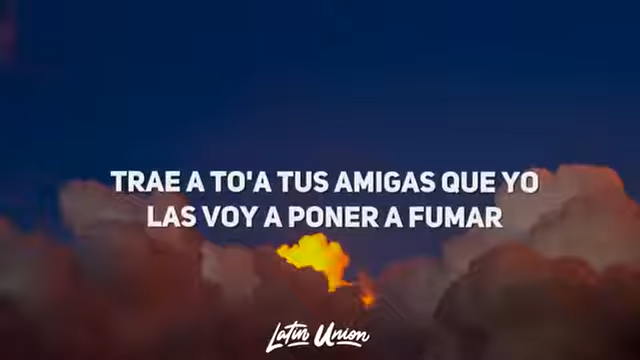 TRAE A TO'A TUS AMIGAS QUE YO
LAS VOY A PONER A FUMAR
Latin Union